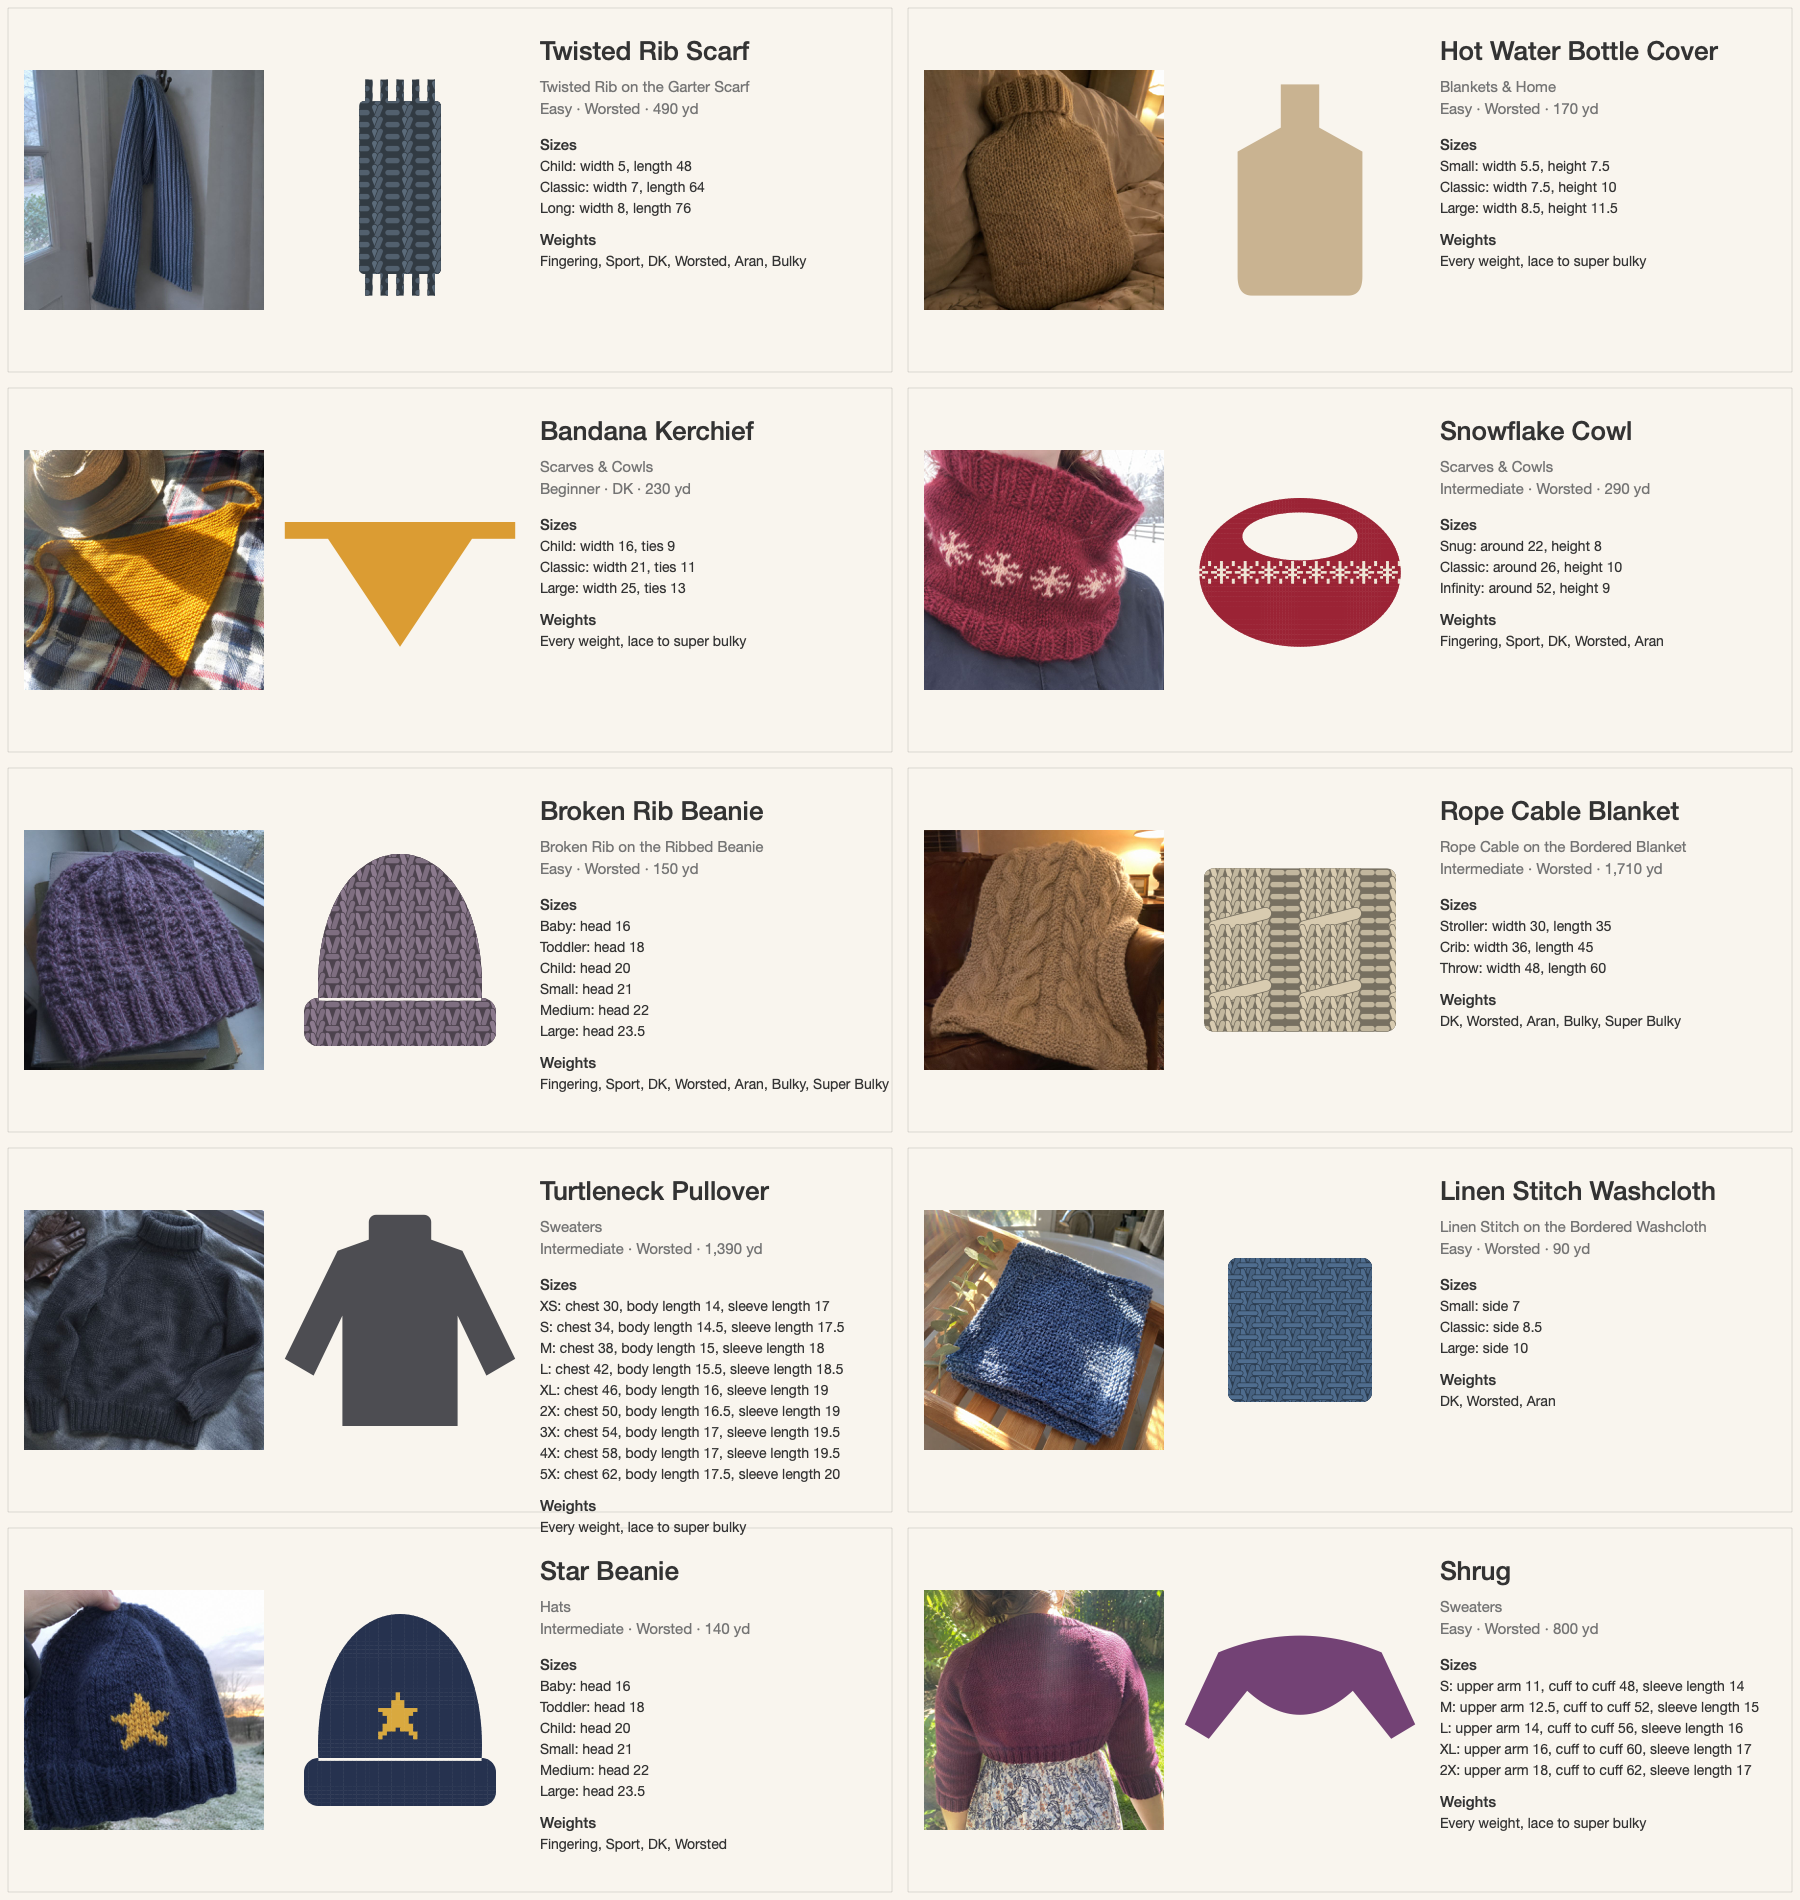 Twisted Rib Scarf
Twisted Rib on the Garter Scarf
Easy · Worsted · 490 yd
Sizes
Child: width 5, length 48
Classic: width 7, length 64
Long: width 8, length 76
Weights
Fingering, Sport, DK, Worsted, Aran, Bulky
Hot Water Bottle Cover
Blankets & Home
Easy · Worsted · 170 yd
Sizes
Small: width 5.5, height 7.5
Classic: width 7.5, height 10
Large: width 8.5, height 11.5
Weights
Every weight, lace to super bulky
Bandana Kerchief
Scarves & Cowls
Beginner · DK · 230 yd
Sizes
Child: width 16, ties 9
Classic: width 21, ties 11
Large: width 25, ties 13
Weights
Every weight, lace to super bulky
Snowflake Cowl
Scarves & Cowls
Intermediate · Worsted · 290 yd
Sizes
Snug: around 22, height 8
Classic: around 26, height 10
Infinity: around 52, height 9
Weights
Fingering, Sport, DK, Worsted, Aran
Broken Rib Beanie
Broken Rib on the Ribbed Beanie
Easy · Worsted · 150 yd
Sizes
Baby: head 16
Toddler: head 18
Child: head 20
Small: head 21
Medium: head 22
Large: head 23.5
Weights
Fingering, Sport, DK, Worsted, Aran, Bulky, Super Bulky
Rope Cable Blanket
Rope Cable on the Bordered Blanket
Intermediate · Worsted · 1,710 yd
Sizes
Stroller: width 30, length 35
Crib: width 36, length 45
Throw: width 48, length 60
Weights
DK, Worsted, Aran, Bulky, Super Bulky
Turtleneck Pullover
Sweaters
Intermediate · Worsted · 1,390 yd
Sizes
XS: chest 30, body length 14, sleeve length 17
S: chest 34, body length 14.5, sleeve length 17.5
M: chest 38, body length 15, sleeve length 18
L: chest 42, body length 15.5, sleeve length 18.5
XL: chest 46, body length 16, sleeve length 19
2X: chest 50, body length 16.5, sleeve length 19
3X: chest 54, body length 17, sleeve length 19.5
4X: chest 58, body length 17, sleeve length 19.5
5X: chest 62, body length 17.5, sleeve length 20
Weights
Every weight, lace to super bulky
Linen Stitch Washcloth
Linen Stitch on the Bordered Washcloth
Easy · Worsted · 90 yd
Sizes
Small: side 7
Classic: side 8.5
Large: side 10
Weights
DK, Worsted, Aran
Star Beanie
Hats
Intermediate · Worsted · 140 yd
Sizes
Baby: head 16
Toddler: head 18
Child: head 20
Small: head 21
Medium: head 22
Large: head 23.5
Weights
Fingering, Sport, DK, Worsted
Shrug
Sweaters
Easy · Worsted · 800 yd
Sizes
S: upper arm 11, cuff to cuff 48, sleeve length 14
M: upper arm 12.5, cuff to cuff 52, sleeve length 15
L: upper arm 14, cuff to cuff 56, sleeve length 16
XL: upper arm 16, cuff to cuff 60, sleeve length 17
2X: upper arm 18, cuff to cuff 62, sleeve length 17
Weights
Every weight, lace to super bulky